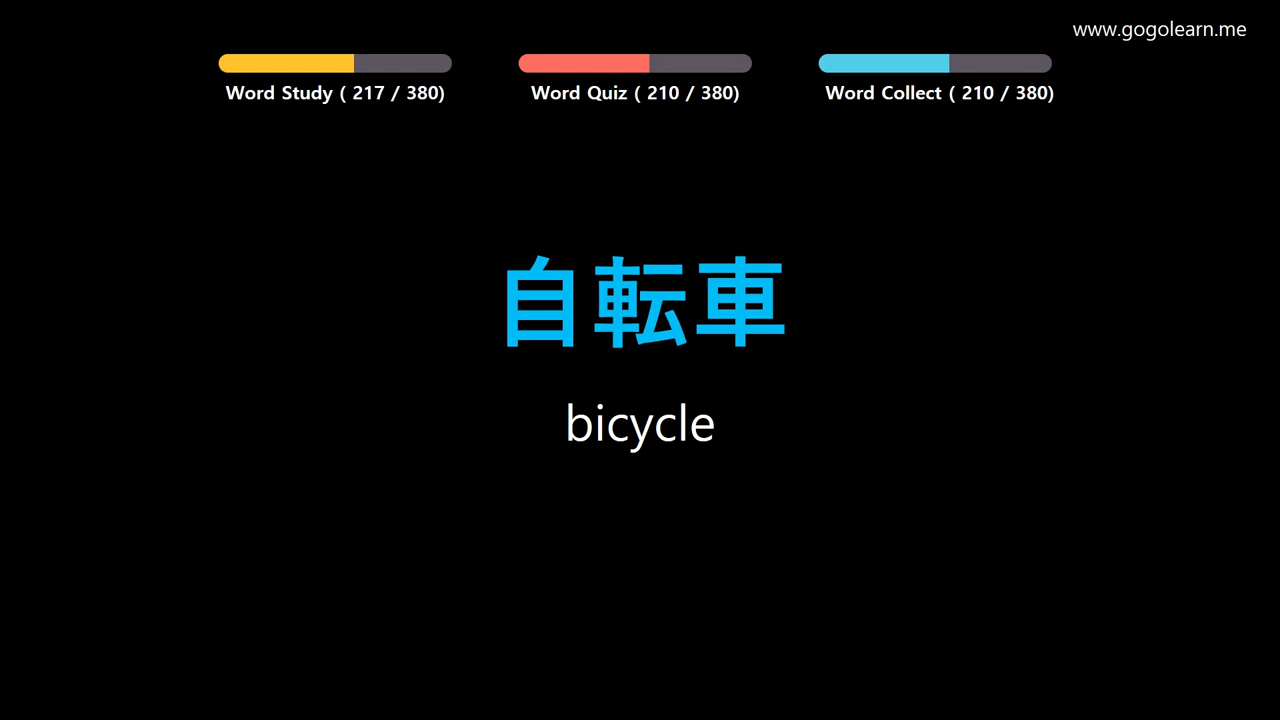 www.gogolearn.me
Word Study ( 217 / 380)
Word Quiz ( 210 / 380)
Word Collect ( 210 / 380)
自転車
bicycle